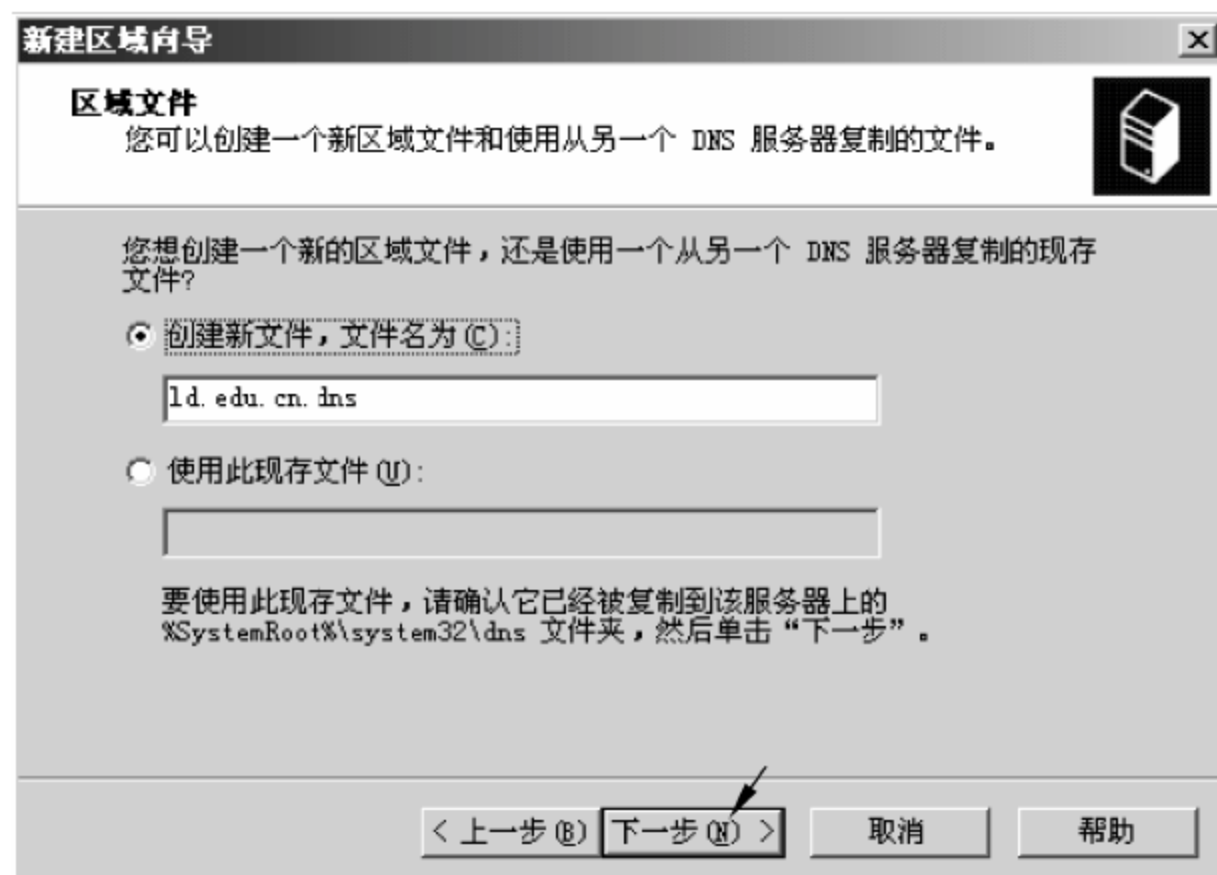 新建区域向导
区域文件
您可以创建一个新区域文件和使用从另一个 DNS 服务器复制的文件。
您想创建一个新的区域文件，还是使用一个从另一个 DNS 服务器复制的现存
文件？
创建新文件，文件名为(C):
ld.edu.cn.dns
使用此现存文件(U):
要使用此现存文件，请确认它已经被复制到该服务器上的
%SystemRoot%\system32\dns 文件夹，然后单击“下一步”。
< 上一步(B) 下一步(N) > 取消 帮助